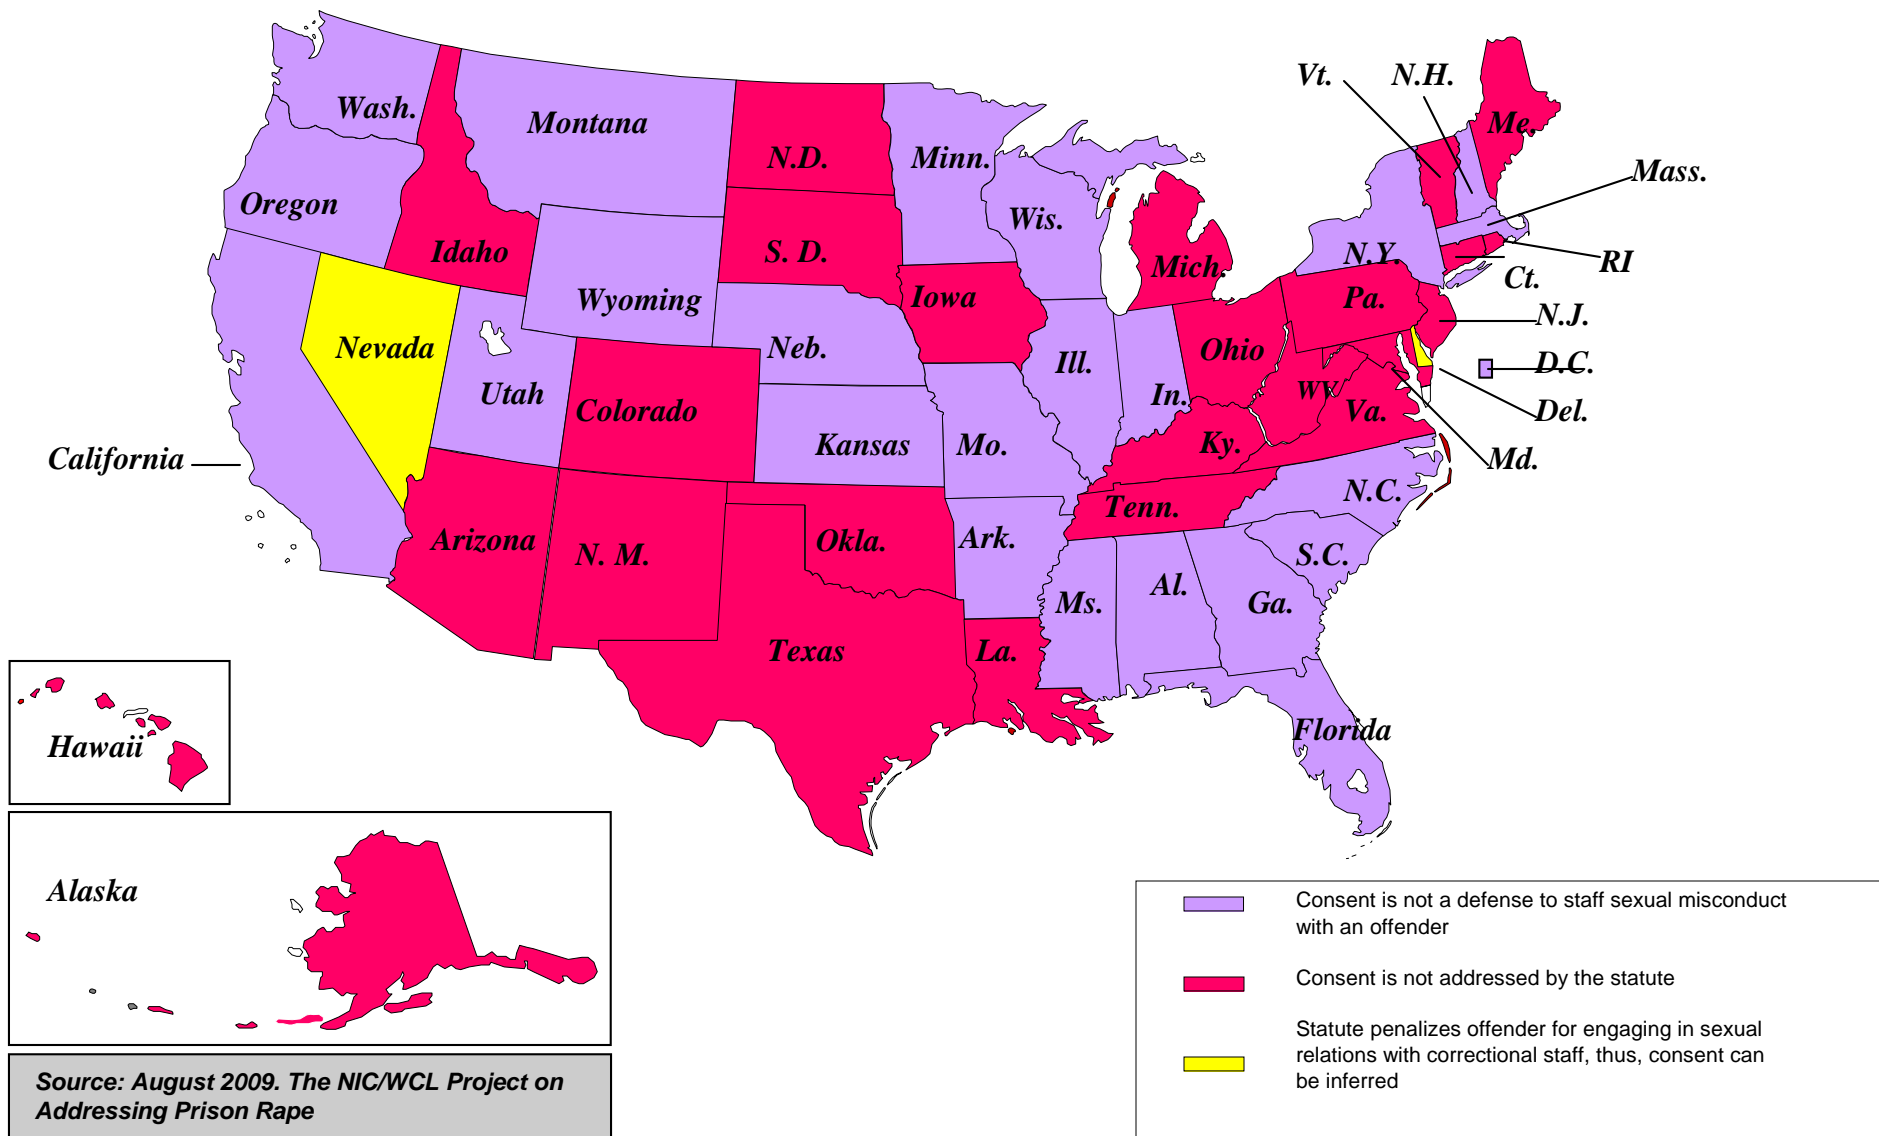 Vt.
N.H.
Me.
Wash.
Montana
N.D.
Minn.
Mass.
Oregon
Wis.
Idaho
S. D.
Mich.
N.Y.
RI
Ct.
Wyoming
Iowa
Pa.
N.J.
Nevada
Neb.
Ill.
Ohio
D.C.
Utah
Colorado
In.
WV
Va.
Del.
California
Kansas
Mo.
Ky.
Md.
N.C.
Tenn.
Arizona
N. M.
Okla.
Ark.
S.C.
Ms.
Al.
Ga.
Texas
La.
Florida
Hawaii
Alaska
Consent is not a defense to staff sexual misconduct
with an offender
Consent is not addressed by the statute
Statute penalizes offender for engaging in sexual
relations with correctional staff, thus, consent can
be inferred
Source: August 2009. The NIC/WCL Project on
Addressing Prison Rape